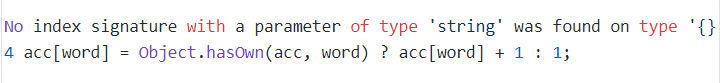 No index signature with a parameter of type 'string' was found on type '{}
4 acc[word] = Object.hasOwn(acc, word) ? acc[word] + 1 : 1;